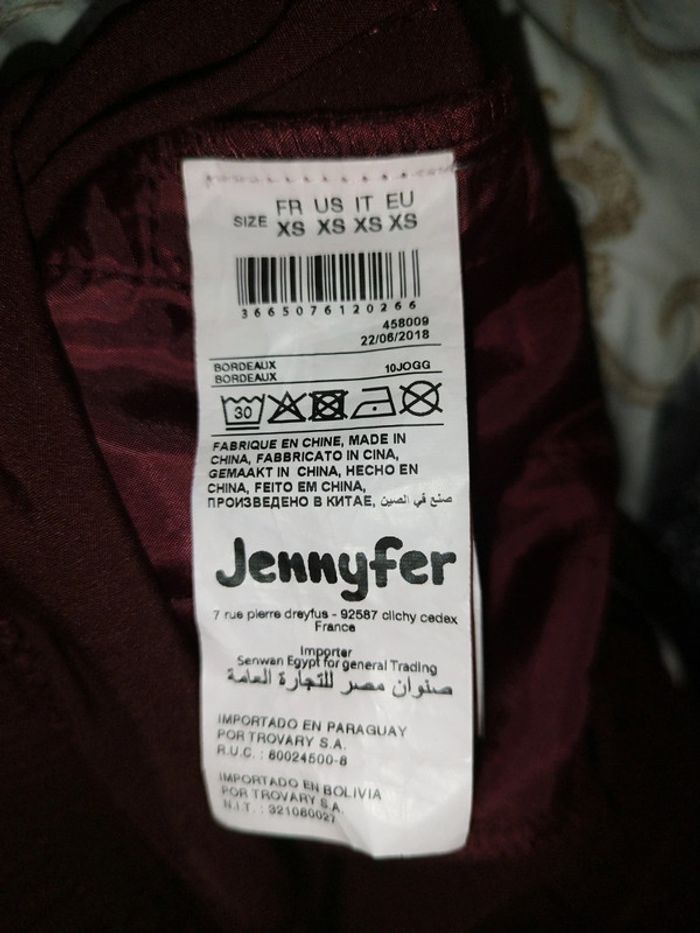 FR US IT EU
SIZE XS XS XS XS
3665076120266
458009
22/06/2018
BORDEAUX 10JOGG
BORDEAUX
30
FABRIQUE EN CHINE, MADE IN
CHINA, FABBRICATO IN CINA,
GEMAAKT IN CHINA, HECHO EN
CHINA, FEITO EM CHINA,
ПРОИЗВЕДЕНО В КИТАЕ, صنع في الصين
Jennyfer
7 rue pierre dreyfus - 92587 clichy cedex
France
Importer
Senwan Egypt for general Trading
صنوان مصر للتجارة العامة
IMPORTADO EN PARAGUAY
POR TROVARY S.A.
R.U.C. : 80024500-8
IMPORTADO EN BOLIVIA
POR TROVARY S.A.
N.I.T. : 321080027